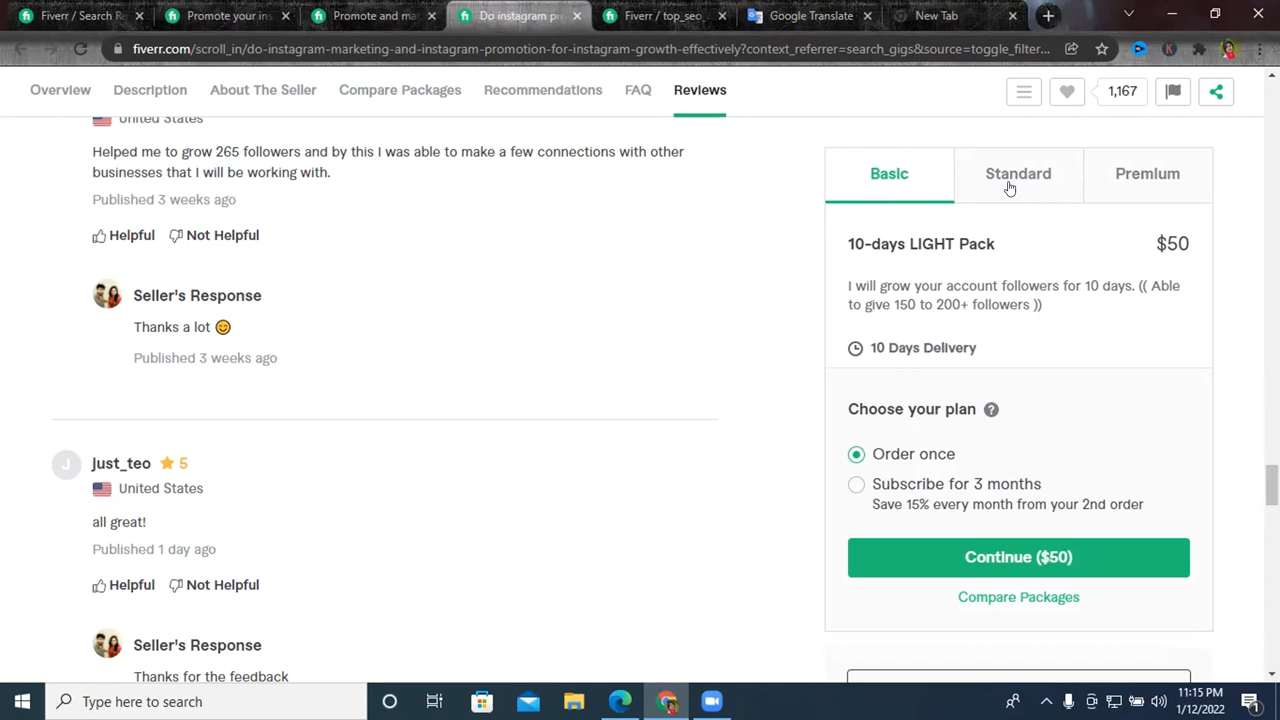 Fiverr / Search Re
Promote your ins
Promote and ma
Do instagram pr
Fiverr / top_seo_
Google Translate
New Tab
fiverr.com/scroll_in/do-instagram-marketing-and-instagram-promotion-for-instagram-growth-effectively?context_referrer=search_gigs&source=toggle_filter...
Overview
Description
About The Seller
Compare Packages
Recommendations
FAQ
Reviews
1,167
United States
Helped me to grow 265 followers and by this I was able to make a few connections with other
businesses that I will be working with.
Published 3 weeks ago
Helpful
Not Helpful
Seller's Response
Thanks a lot 😊
Published 3 weeks ago
J
just_teo ★ 5
United States
all great!
Published 1 day ago
Helpful
Not Helpful
Seller's Response
Thanks for the feedback
Basic
Standard
Premium
10-days LIGHT Pack
$50
I will grow your account followers for 10 days. (( Able
to give 150 to 200+ followers ))
10 Days Delivery
Choose your plan ?
Order once
Subscribe for 3 months
Save 15% every month from your 2nd order
Continue ($50)
Compare Packages
Type here to search
11:15 PM
1/12/2022
1